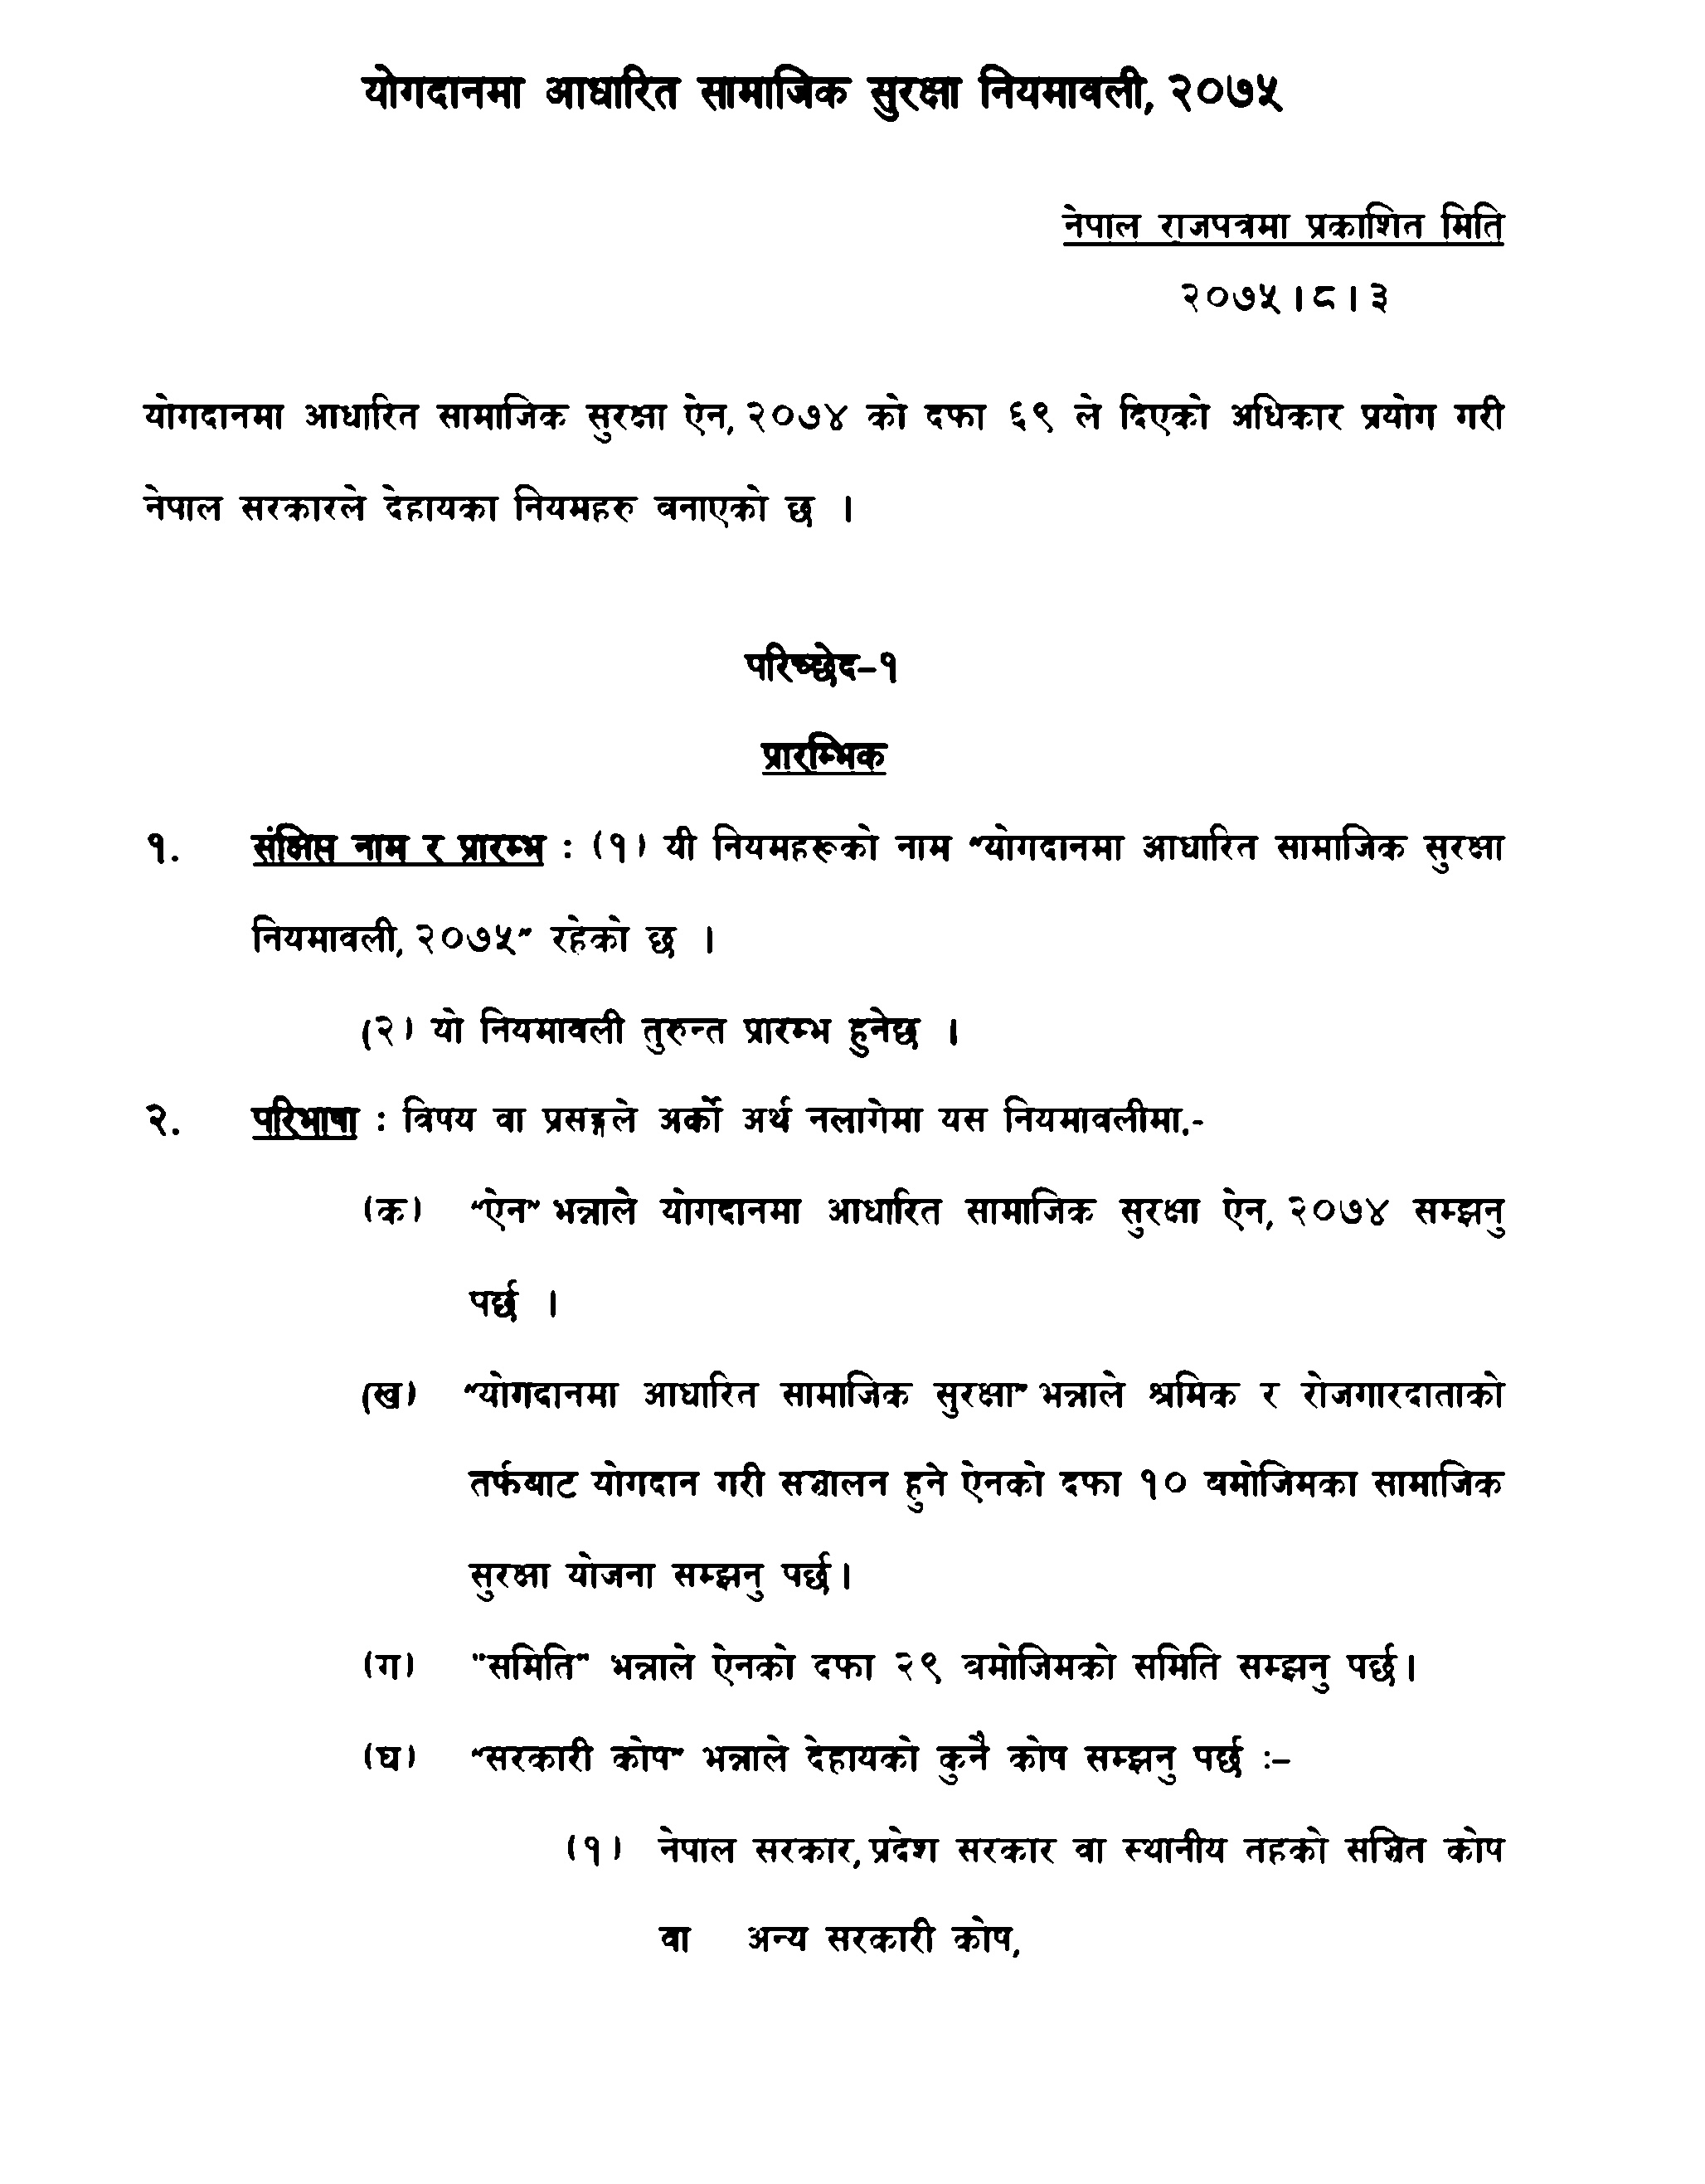 योगदानमा आधारित सामाजिक सुरक्षा नियमावली, २०७५
नेपाल राजपत्रमा प्रकाशित मिति
२०७५।८।३
योगदानमा आधारित सामाजिक सुरक्षा ऐन, २०७४ को दफा ६९ ले दिएको अधिकार प्रयोग गरी
नेपाल सरकारले देहायका नियमहरु बनाएको छ ।
परिच्छेद–१
प्रारम्भिक
१. संक्षिप्त नाम र प्रारम्भ : (१) यी नियमहरूको नाम "योगदानमा आधारित सामाजिक सुरक्षा
नियमावली, २०७५" रहेको छ ।
(२) यो नियमावली तुरुन्त प्रारम्भ हुनेछ ।
२. परिभाषा : विषय वा प्रसङ्गले अर्को अर्थ नलागेमा यस नियमावलीमा,-
(क) "ऐन" भन्नाले योगदानमा आधारित सामाजिक सुरक्षा ऐन, २०७४ सम्झनु
पर्छ ।
(ख) "योगदानमा आधारित सामाजिक सुरक्षा" भन्नाले श्रमिक र रोजगारदाताको
तर्फबाट योगदान गरी सञ्चालन हुने ऐनको दफा १० बमोजिमका सामाजिक
सुरक्षा योजना सम्झनु पर्छ।
(ग) "समिति" भन्नाले ऐनको दफा २९ बमोजिमको समिति सम्झनु पर्छ।
(घ) "सरकारी कोष" भन्नाले देहायको कुनै कोष सम्झनु पर्छ :–
(१) नेपाल सरकार, प्रदेश सरकार वा स्थानीय तहको सञ्चित कोष
वा अन्य सरकारी कोष,